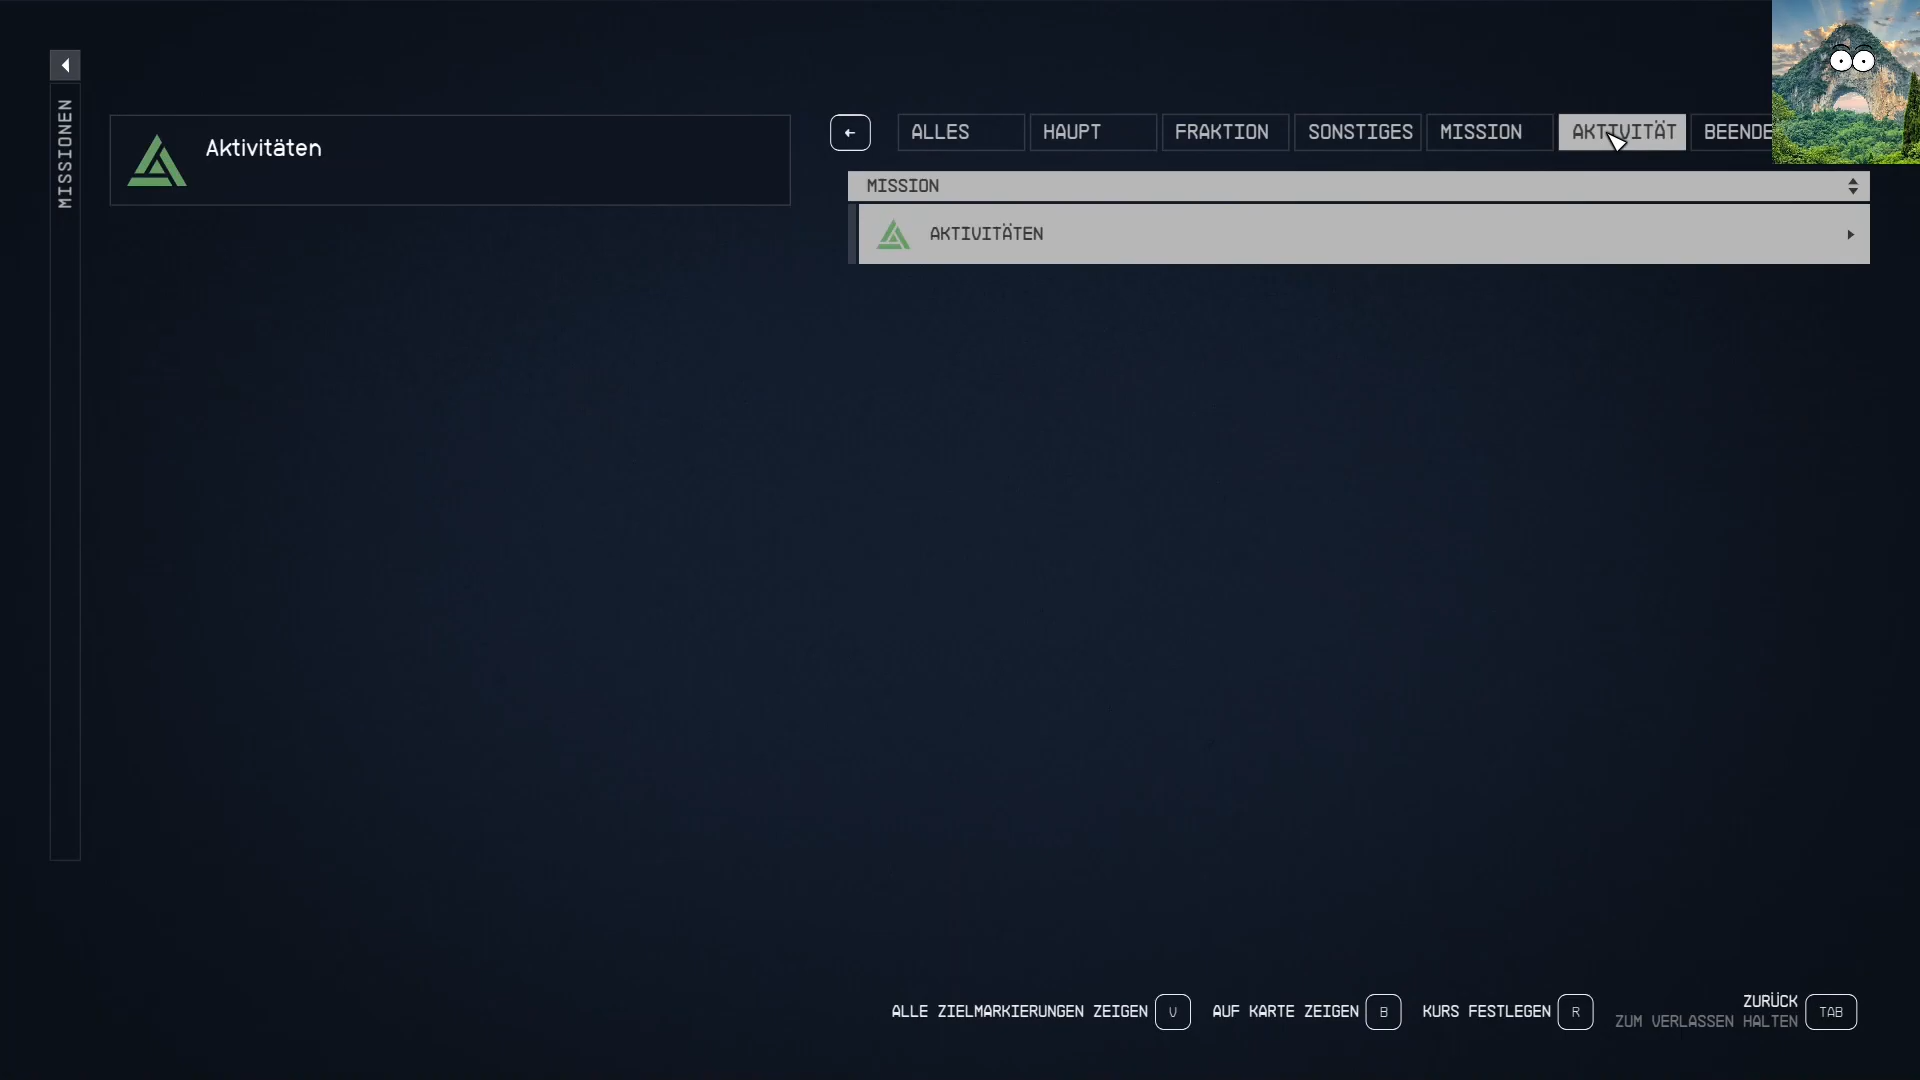 MISSIONEN
Aktivitäten
ALLES HAUPT FRAKTION SONSTIGES MISSION AKTIVITÄT BEENDE
MISSION
AKTIVITÄTEN
ALLE ZIELMARKIERUNGEN ZEIGEN V AUF KARTE ZEIGEN B KURS FESTLEGEN R ZURÜCK TAB
ZUM VERLASSEN HALTEN